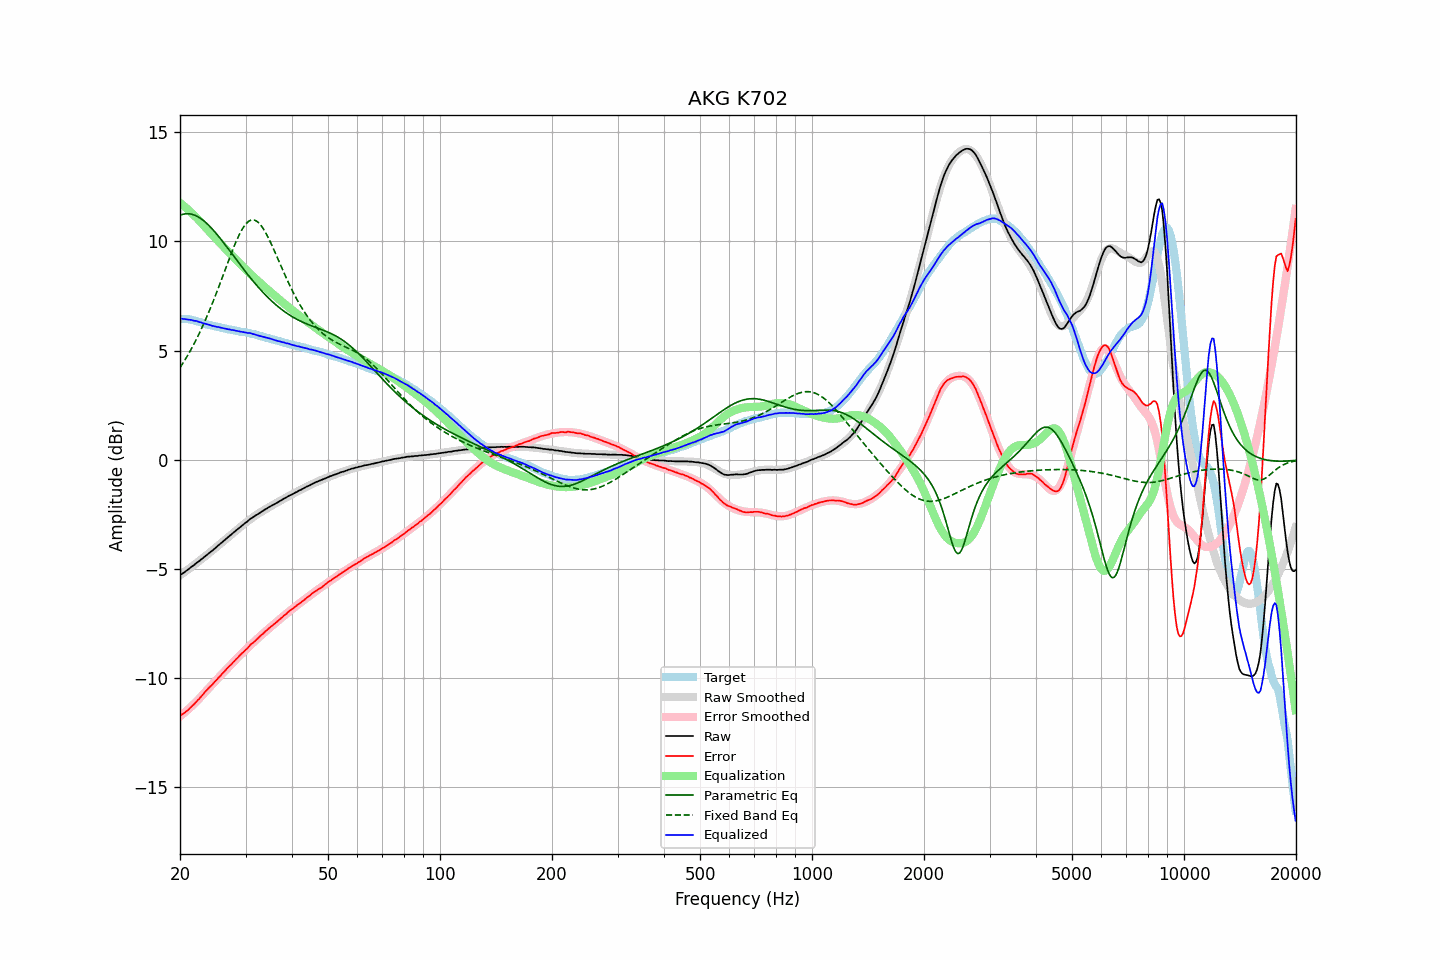 AKG K702
Amplitude (dBr)
15
10
5
0
−5
−10
−15
Target
Raw Smoothed
Error Smoothed
Raw
Error
Equalization
Parametric Eq
Fixed Band Eq
Equalized
20 50 100 200 500 1000 2000 5000 10000 20000
Frequency (Hz)